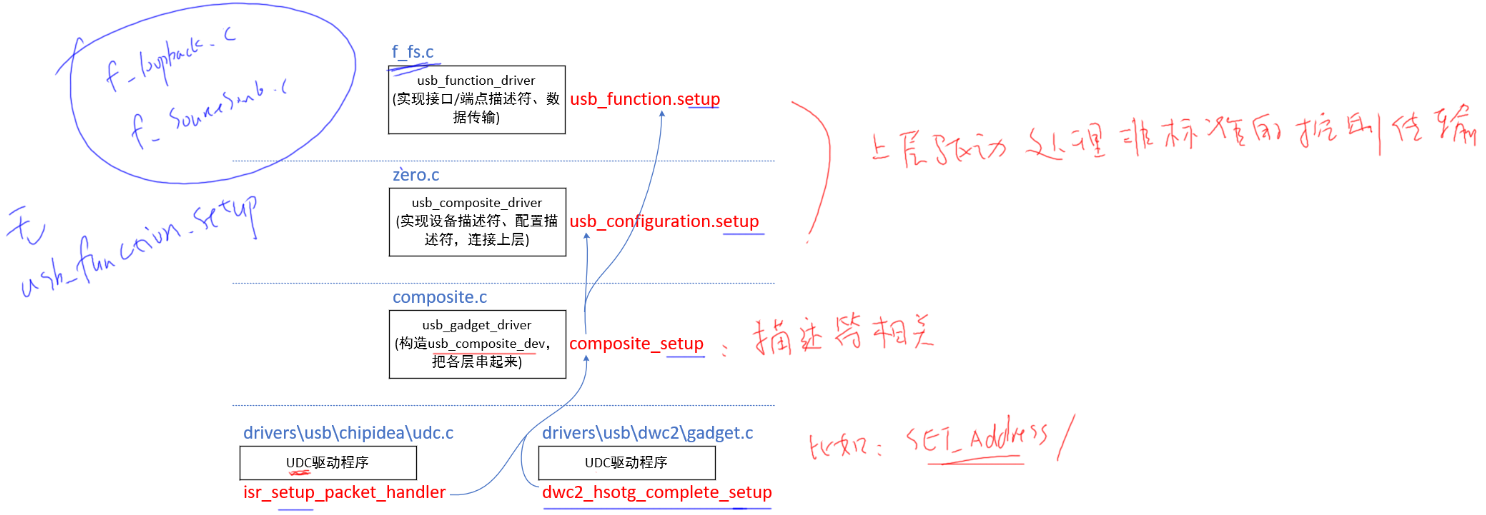 f_loopback.c
f_SourceSink.c
无
usb_function.setup
f_fs.c
usb_function_driver
(实现接口/端点描述符、数
据传输)
usb_function.setup
上层驱动处理非标准的控制传输
zero.c
usb_composite_driver
(实现设备描述符、配置描
述符，连接上层)
usb_configuration.setup
composite.c
usb_gadget_driver
(构造usb_composite_dev，
把各层串起来)
composite_setup
：描述符相关
drivers\usb\chipidea\udc.c
UDC驱动程序
isr_setup_packet_handler
drivers\usb\dwc2\gadget.c
UDC驱动程序
dwc2_hsotg_complete_setup
比如：SET_Address/